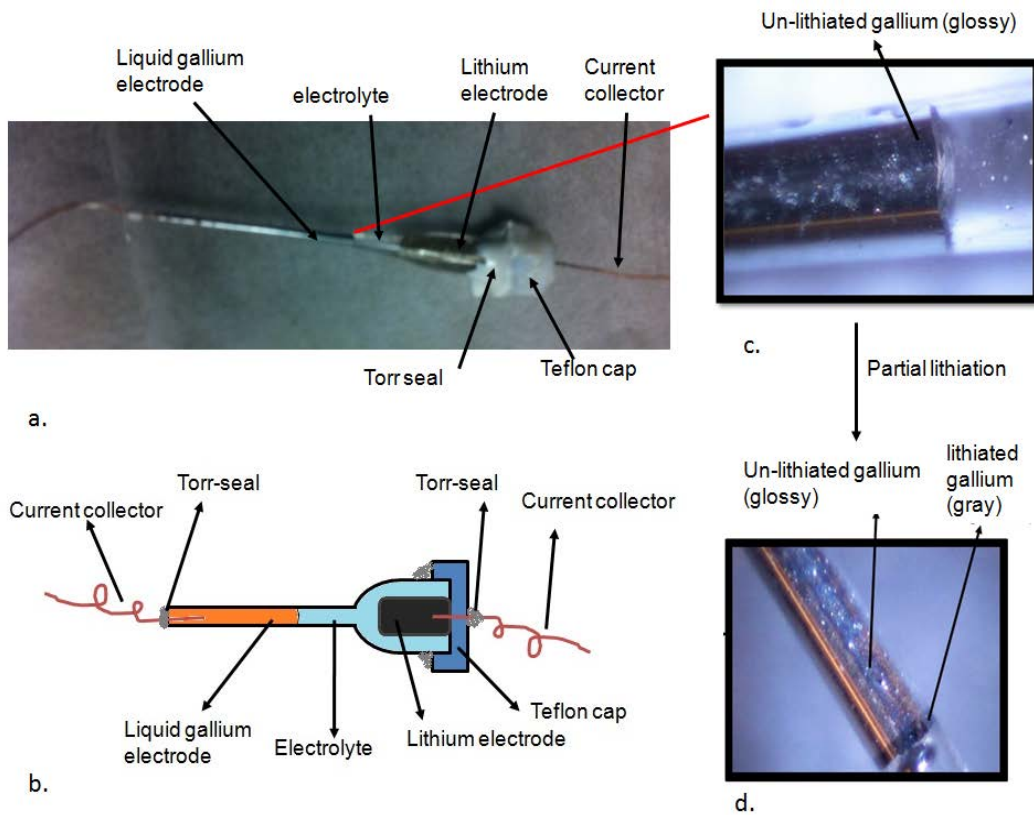 Liquid gallium
electrode
electrolyte
Lithium
electrode
Current
collector
Torr seal
Teflon cap
a.
Un-lithiated gallium (glossy)
c.
Partial lithiation
Un-lithiated gallium
(glossy)
lithiated
gallium
(gray)
d.
Current collector
Torr-seal
Torr-seal
Current collector
Liquid gallium
electrode
Electrolyte
Lithium electrode
Teflon cap
b.